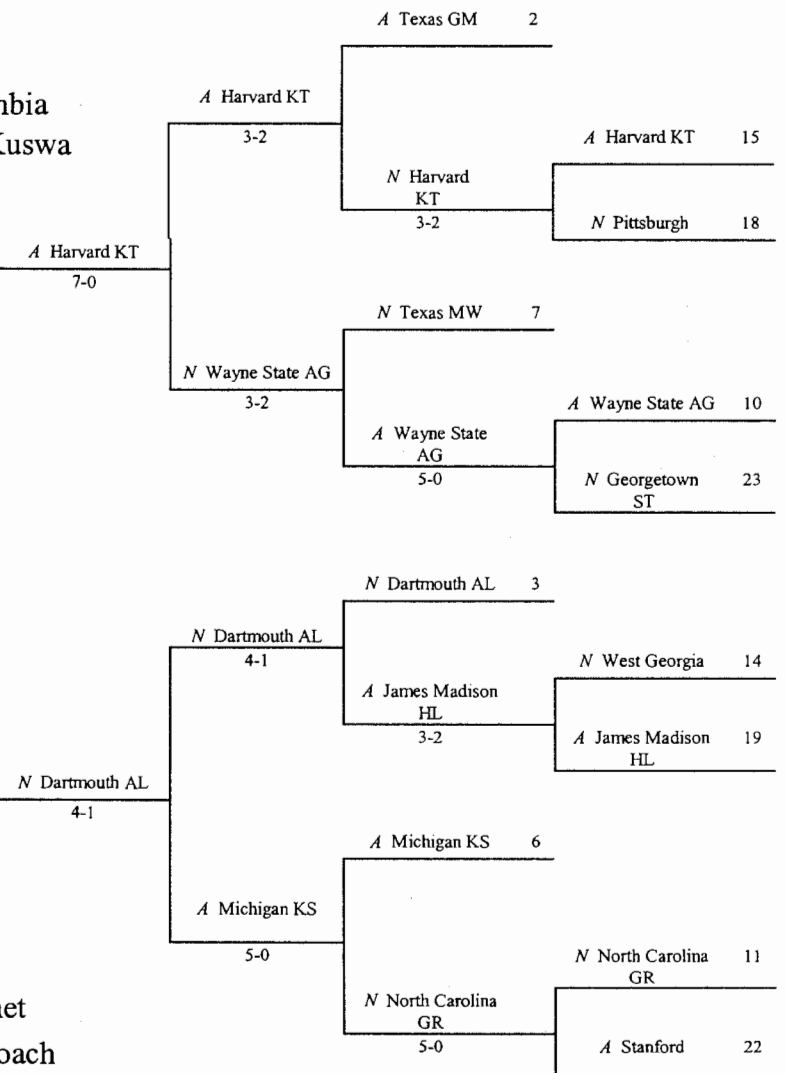 A Texas GM 2
A Harvard KT
3-2
mbia
Kuswa
A Harvard KT 15
N Harvard
KT
3-2
N Pittsburgh 18
A Harvard KT
7-0
N Texas MW 7
N Wayne State AG
3-2
A Wayne State AG 10
A Wayne State
AG
5-0
N Georgetown 23
ST
N Dartmouth AL 3
N Dartmouth AL
4-1
N West Georgia 14
A James Madison
HL
3-2
A James Madison 19
HL
N Dartmouth AL
4-1
A Michigan KS 6
A Michigan KS
5-0
N North Carolina 11
GR
N North Carolina
GR
5-0
A Stanford 22
net
oach